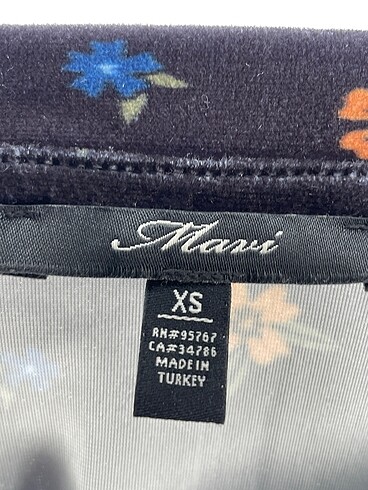 Mavi
XS
RN#95767
CA#34786
MADE IN
TURKEY